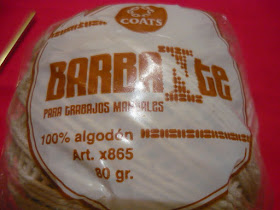 COATS
BARBANTE
PARA TRABAJOS MANUALES
100% algodón
Art. x865
80 gr.